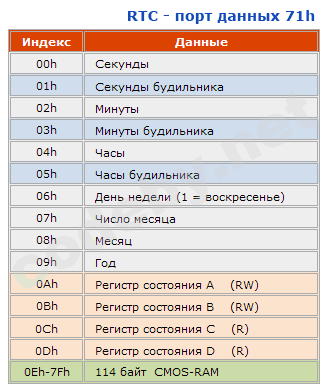 RTC - порт данных 71h
Индекс Данные
00h Секунды
01h Секунды будильника
02h Минуты
03h Минуты будильника
04h Часы
05h Часы будильника
06h День недели (1 = воскресенье)
07h Число месяца
08h Месяц
09h Год
0Ah Регистр состояния A (RW)
0Bh Регистр состояния B (RW)
0Ch Регистр состояния C (R)
0Dh Регистр состояния D (R)
0Eh-7Fh 114 байт CMOS-RAM